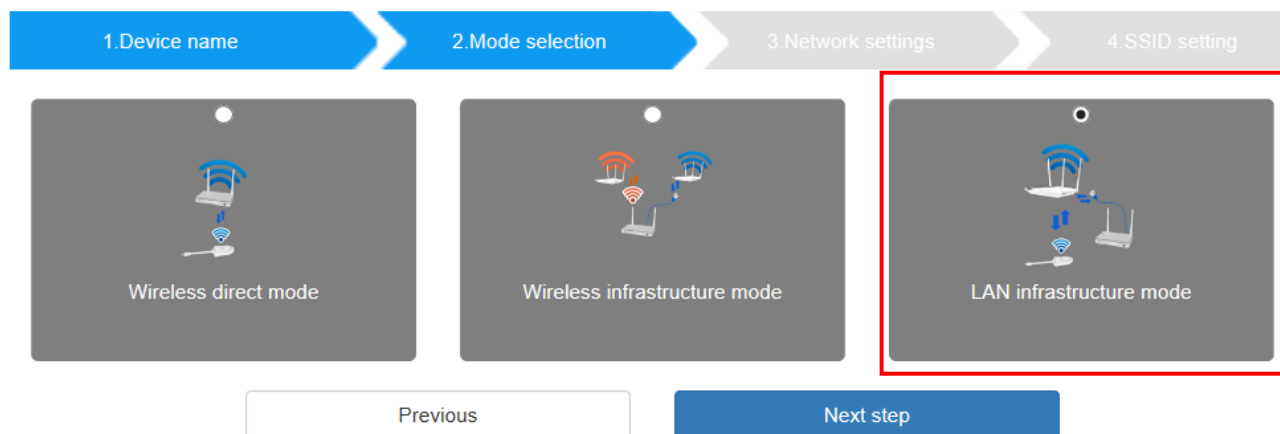 1.Device name
2.Mode selection
3.Network settings
4.SSID setting
Wireless direct mode
Wireless infrastructure mode
LAN infrastructure mode
Previous
Next step